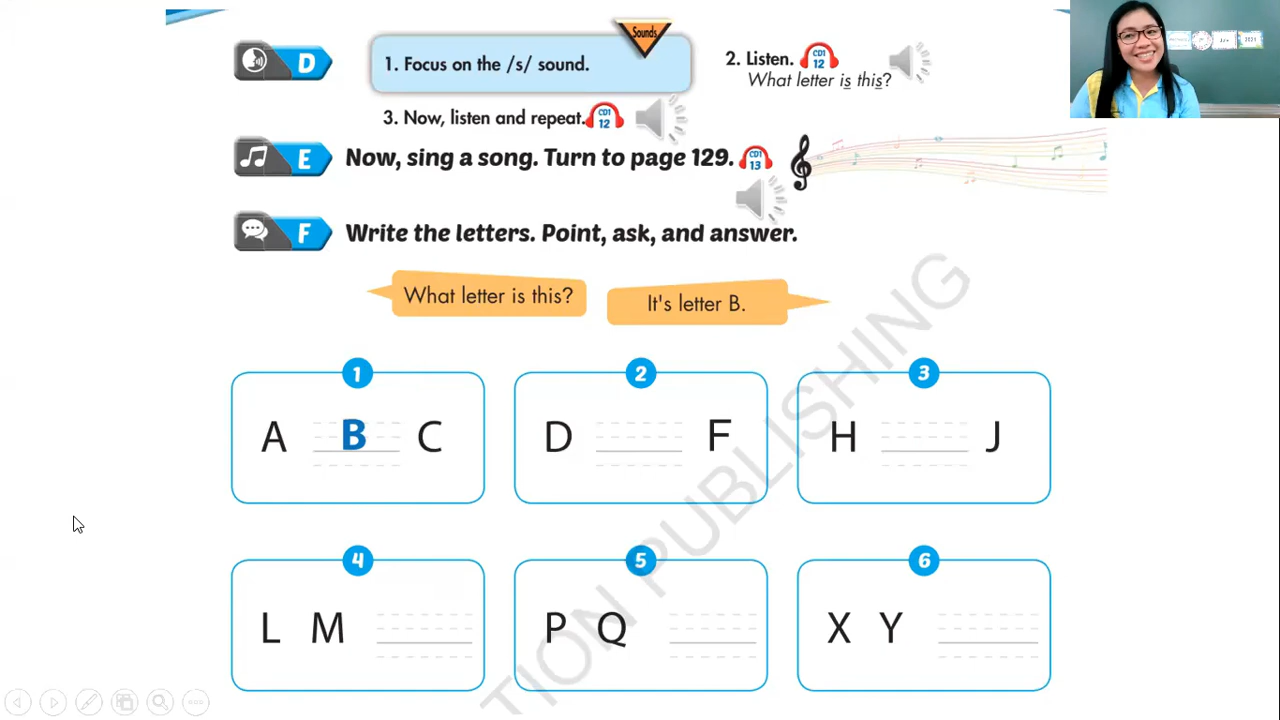 Sounds
D
1. Focus on the /s/ sound.
2. Listen. CD1 12
What letter is this?
3. Now, listen and repeat. CD1 12
E
Now, sing a song. Turn to page 129. CD1 13
F
Write the letters. Point, ask, and answer.
What letter is this?
It's letter B.
1
2
3
A B C
D F
H J
4
5
6
L M
P Q
X Y
TION PUBLISHING